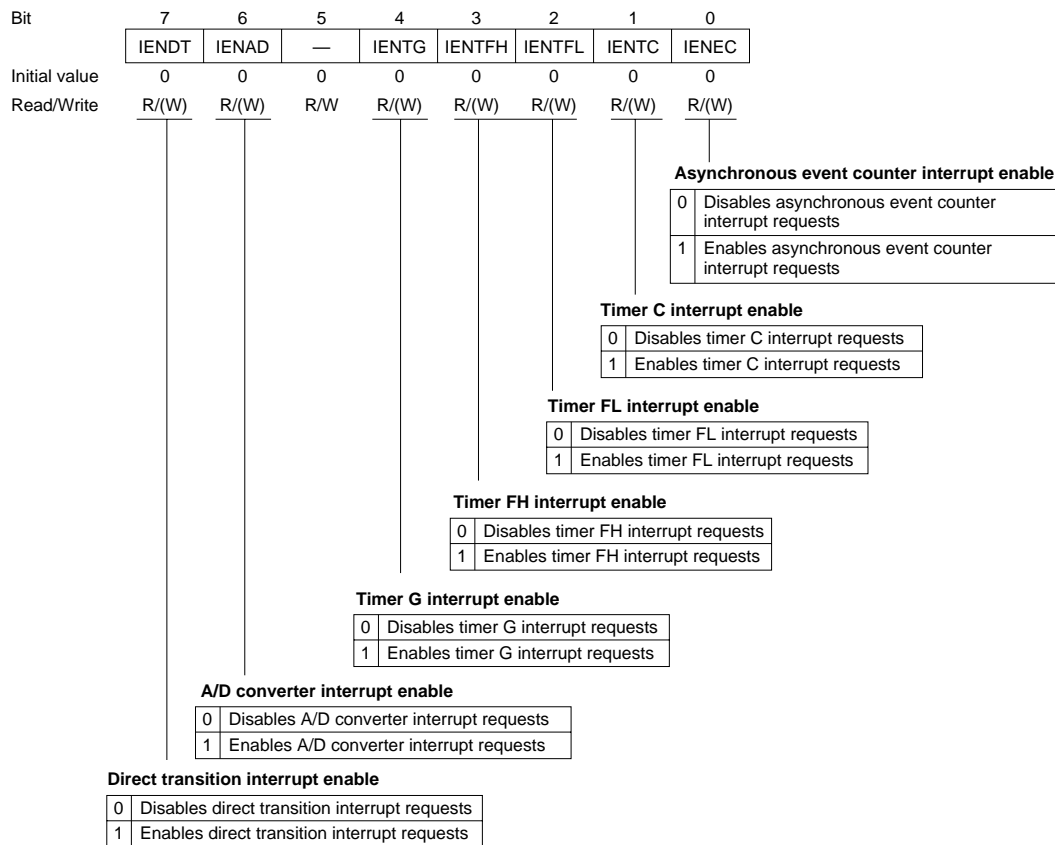 Bit 7 6 5 4 3 2 1 0
IENDT IENAD — IENTG IENTFH IENTFL IENTC IENEC
Initial value 0 0 0 0 0 0 0 0
Read/Write R/(W) R/(W) R/W R/(W) R/(W) R/(W) R/(W) R/(W)
Asynchronous event counter interrupt enable
0 Disables asynchronous event counter
interrupt requests
1 Enables asynchronous event counter
interrupt requests
Timer C interrupt enable
0 Disables timer C interrupt requests
1 Enables timer C interrupt requests
Timer FL interrupt enable
0 Disables timer FL interrupt requests
1 Enables timer FL interrupt requests
Timer FH interrupt enable
0 Disables timer FH interrupt requests
1 Enables timer FH interrupt requests
Timer G interrupt enable
0 Disables timer G interrupt requests
1 Enables timer G interrupt requests
A/D converter interrupt enable
0 Disables A/D converter interrupt requests
1 Enables A/D converter interrupt requests
Direct transition interrupt enable
0 Disables direct transition interrupt requests
1 Enables direct transition interrupt requests